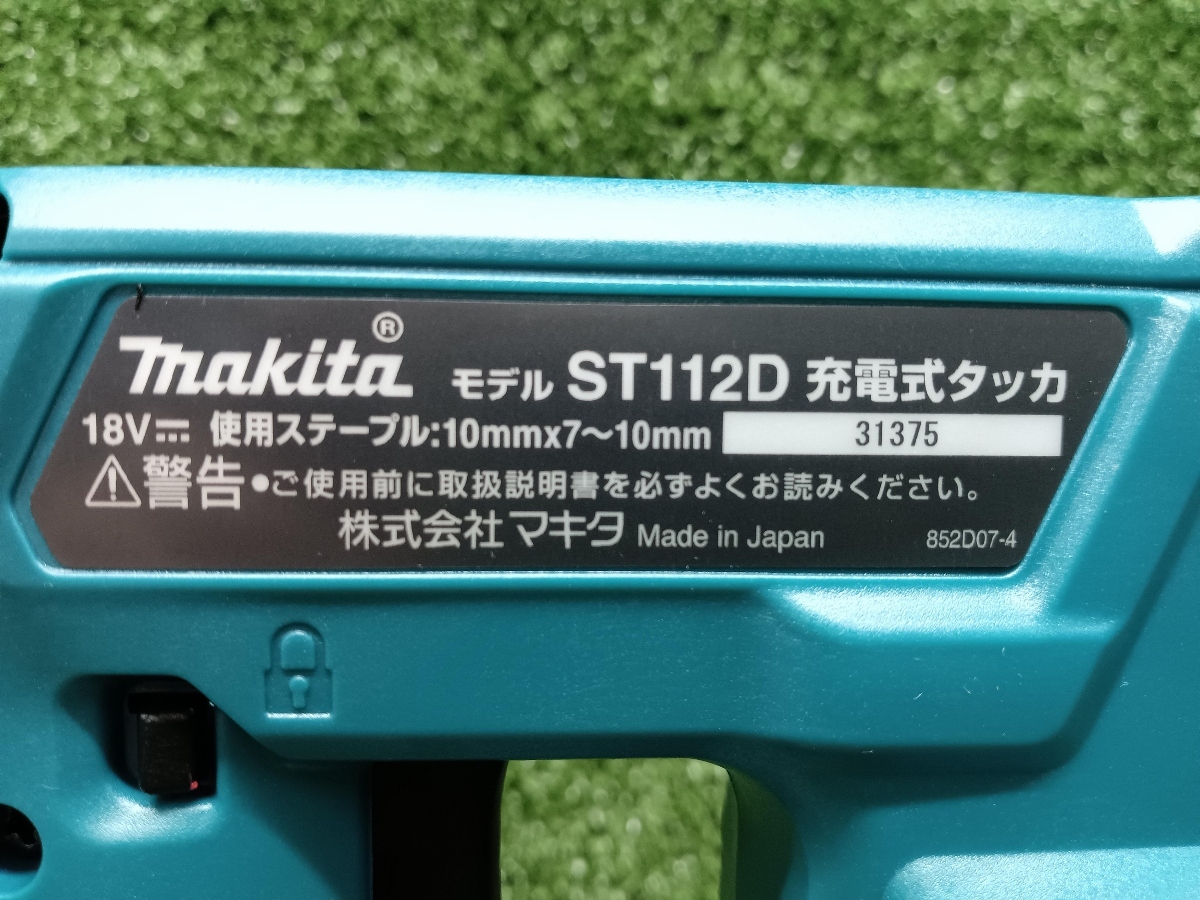 makita® モデル ST112D 充電式タッカ
18V⎓ 使用ステープル:10mmx7～10mm 31375
⚠警告 ●ご使用前に取扱説明書を必ずよくお読みください。
株式会社マキタ Made in Japan 852D07-4